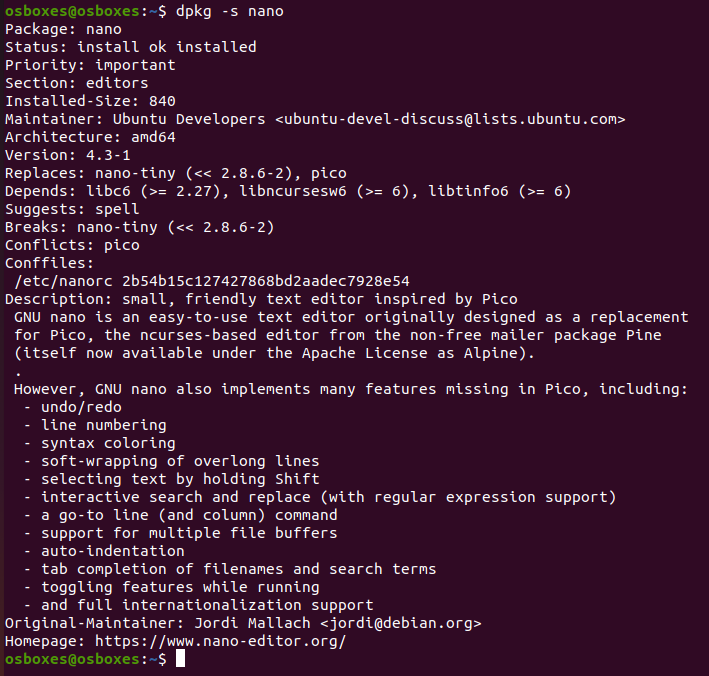 osboxes@osboxes:~$ dpkg -s nano
Package: nano
Status: install ok installed
Priority: important
Section: editors
Installed-Size: 840
Maintainer: Ubuntu Developers <ubuntu-devel-discuss@lists.ubuntu.com>
Architecture: amd64
Version: 4.3-1
Replaces: nano-tiny (<< 2.8.6-2), pico
Depends: libc6 (>= 2.27), libncursesw6 (>= 6), libtinfo6 (>= 6)
Suggests: spell
Breaks: nano-tiny (<< 2.8.6-2)
Conflicts: pico
Conffiles:
 /etc/nanorc 2b54b15c127427868bd2aadec7928e54
Description: small, friendly text editor inspired by Pico
 GNU nano is an easy-to-use text editor originally designed as a replacement
 for Pico, the ncurses-based editor from the non-free mailer package Pine
 (itself now available under the Apache License as Alpine).
 .
 However, GNU nano also implements many features missing in Pico, including:
  - undo/redo
  - line numbering
  - syntax coloring
  - soft-wrapping of overlong lines
  - selecting text by holding Shift
  - interactive search and replace (with regular expression support)
  - a go-to line (and column) command
  - support for multiple file buffers
  - auto-indentation
  - tab completion of filenames and search terms
  - toggling features while running
  - and full internationalization support
Original-Maintainer: Jordi Mallach <jordi@debian.org>
Homepage: https://www.nano-editor.org/
osboxes@osboxes:~$